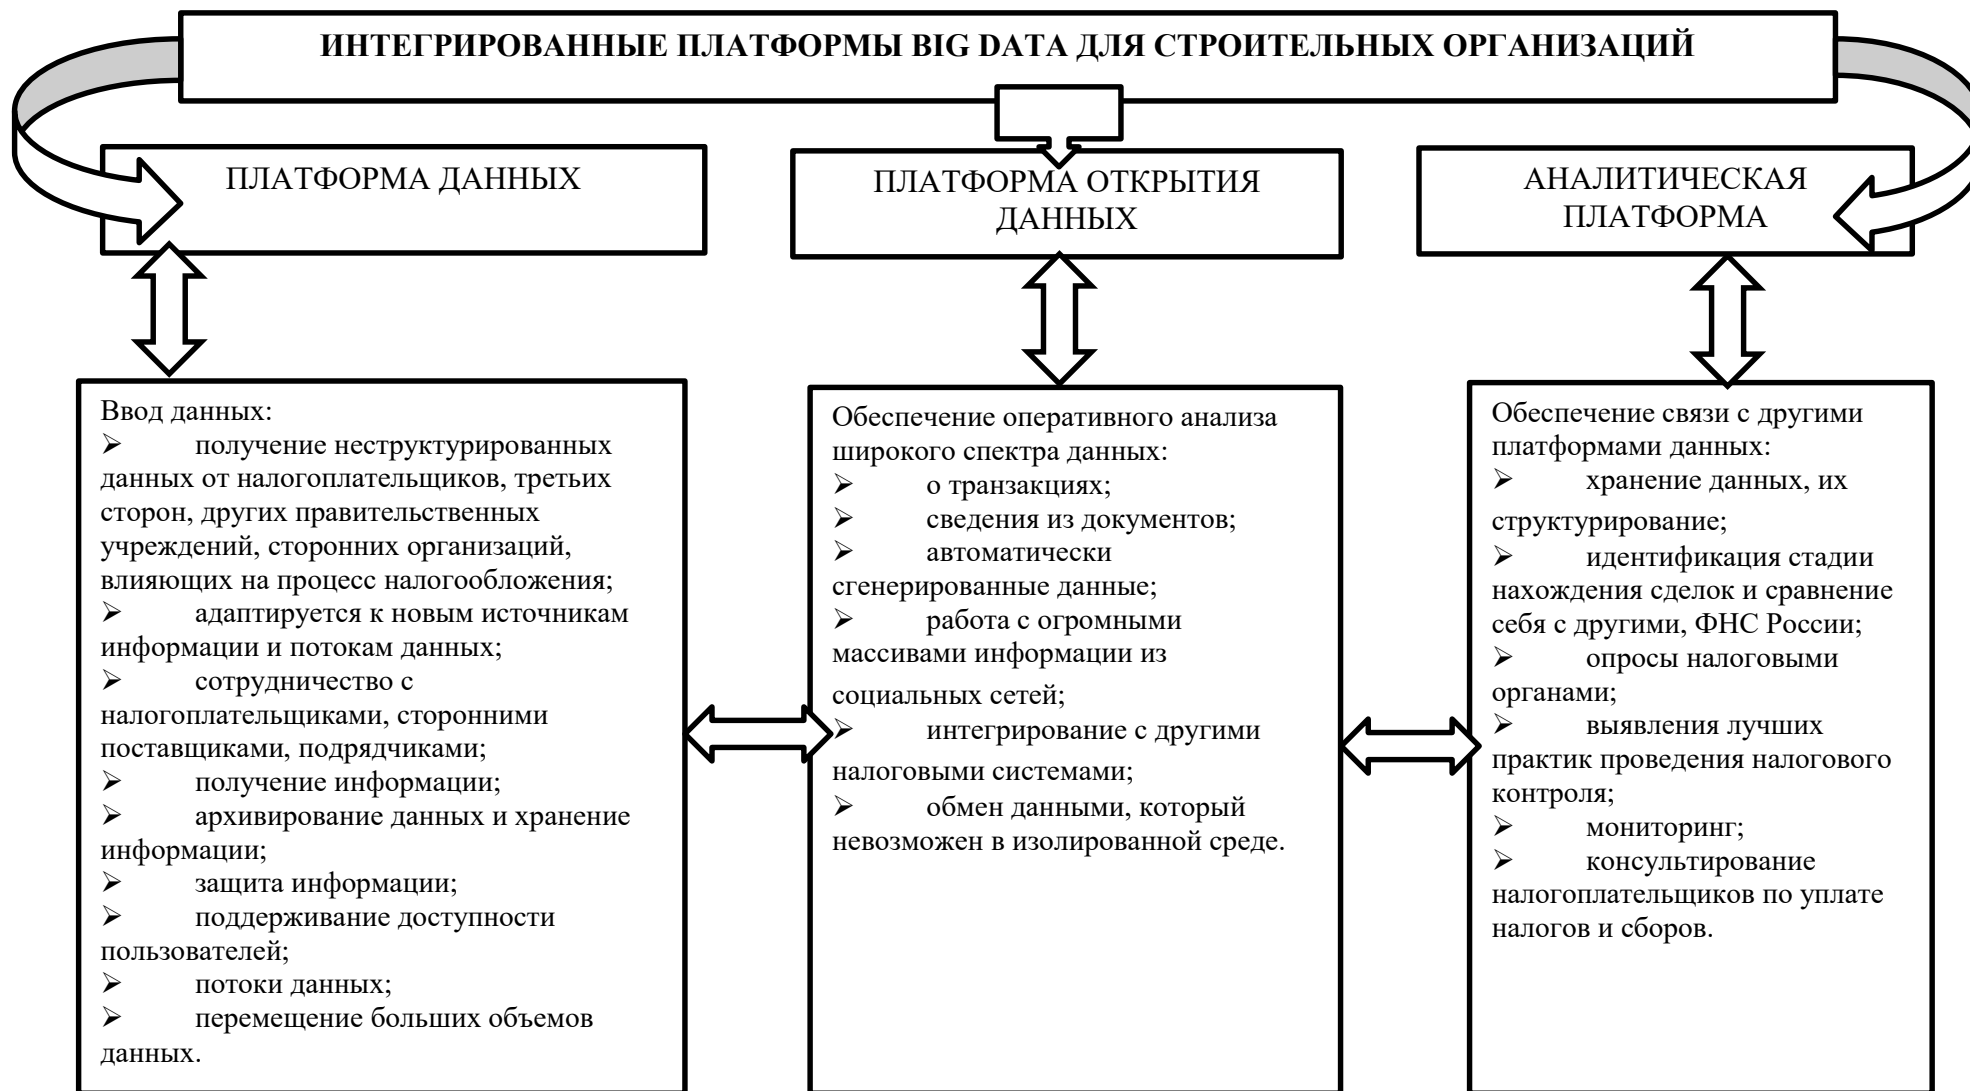 ИНТЕГРИРОВАННЫЕ ПЛАТФОРМЫ BIG DATA ДЛЯ СТРОИТЕЛЬНЫХ ОРГАНИЗАЦИЙ
ПЛАТФОРМА ДАННЫХ
ПЛАТФОРМА ОТКРЫТИЯ
ДАННЫХ
АНАЛИТИЧЕСКАЯ
ПЛАТФОРМА
Ввод данных:
➢ получение неструктурированных
данных от налогоплательщиков, третьих
сторон, других правительственных
учреждений, сторонних организаций,
влияющих на процесс налогообложения;
➢ адаптируется к новым источникам
информации и потокам данных;
➢ сотрудничество с
налогоплательщиками, сторонними
поставщиками, подрядчиками;
➢ получение информации;
➢ архивирование данных и хранение
информации;
➢ защита информации;
➢ поддерживание доступности
пользователей;
➢ потоки данных;
➢ перемещение больших объемов
данных.
Обеспечение оперативного анализа
широкого спектра данных:
➢ о транзакциях;
➢ сведения из документов;
➢ автоматически
сгенерированные данные;
➢ работа с огромными
массивами информации из
социальных сетей;
➢ интегрирование с другими
налоговыми системами;
➢ обмен данными, который
невозможен в изолированной среде.
Обеспечение связи с другими
платформами данных:
➢ хранение данных, их
структурирование;
➢ идентификация стадии
нахождения сделок и сравнение
себя с другими, ФНС России;
➢ опросы налоговыми
органами;
➢ выявления лучших
практик проведения налогового
контроля;
➢ мониторинг;
➢ консультирование
налогоплательщиков по уплате
налогов и сборов.